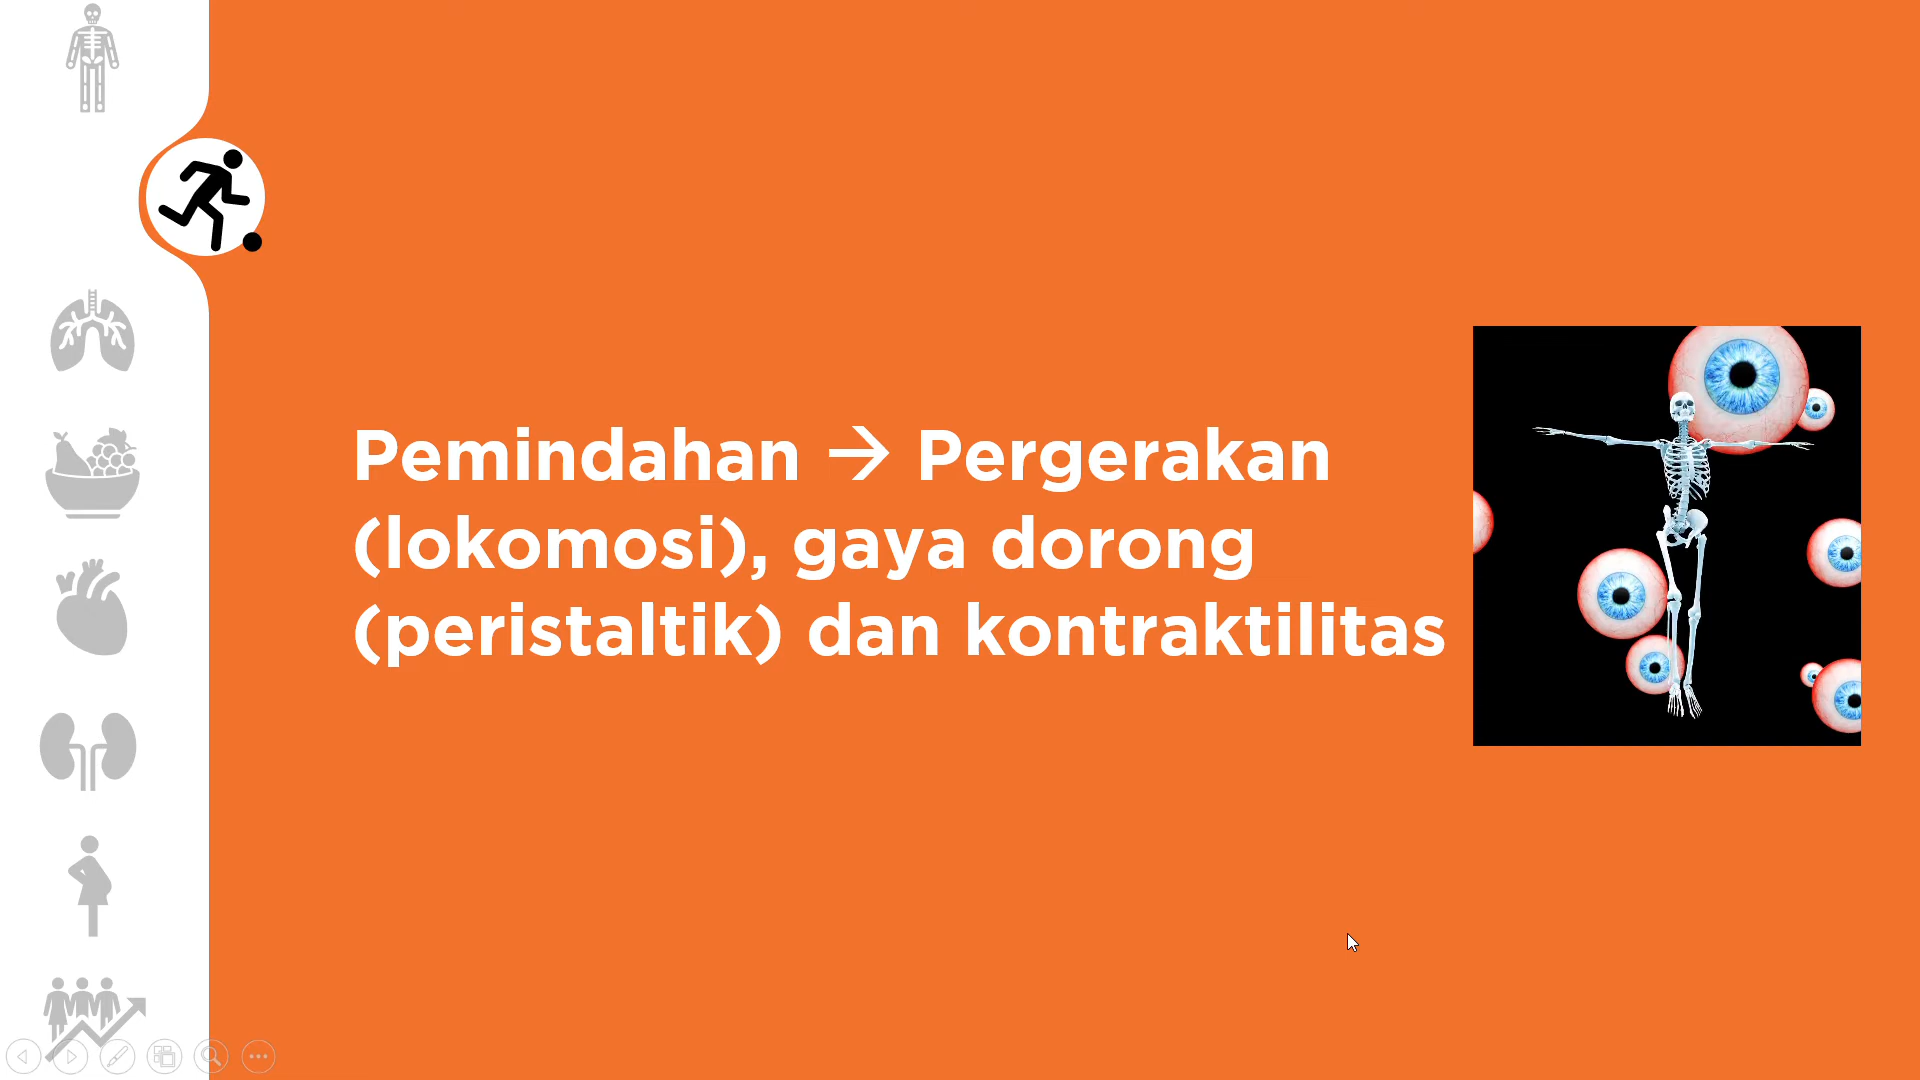 Pemindahan → Pergerakan
(lokomosi), gaya dorong
(peristaltik) dan kontraktilitas